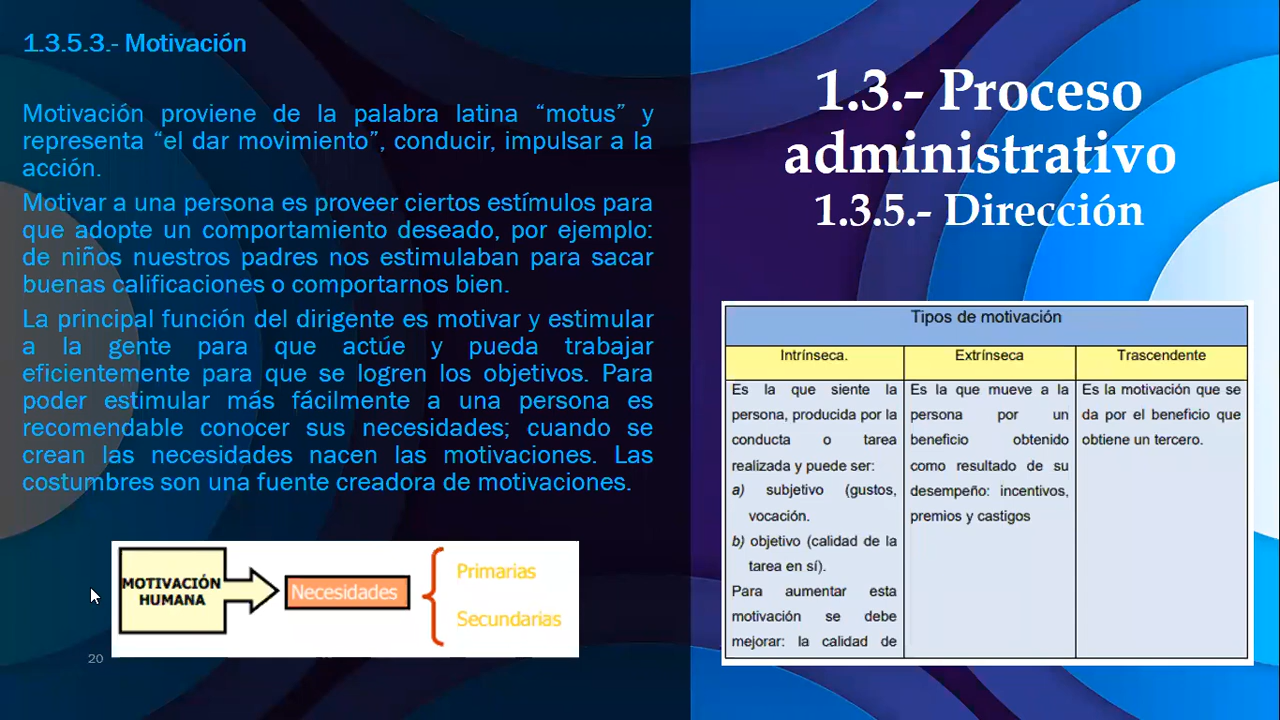 1.3.5.3.- Motivación
Motivación proviene de la palabra latina “motus” y
representa “el dar movimiento”, conducir, impulsar a la
acción.
Motivar a una persona es proveer ciertos estímulos para
que adopte un comportamiento deseado, por ejemplo:
de niños nuestros padres nos estimulaban para sacar
buenas calificaciones o comportarnos bien.
La principal función del dirigente es motivar y estimular
a la gente para que actúe y pueda trabajar
eficientemente para que se logren los objetivos. Para
poder estimular más fácilmente a una persona es
recomendable conocer sus necesidades; cuando se
crean las necesidades nacen las motivaciones. Las
costumbres son una fuente creadora de motivaciones.
MOTIVACIÓN
HUMANA
Necesidades
Primarias
Secundarias
20
1.3.- Proceso
administrativo
1.3.5.- Dirección
Tipos de motivación
Intrínseca.
Es la que siente la
persona, producida por la
conducta o tarea
realizada y puede ser:
a) subjetivo (gustos,
vocación.
b) objetivo (calidad de la
tarea en sí).
Para aumentar esta
motivación se debe
mejorar: la calidad de
Extrínseca
Es la que mueve a la
persona por un
beneficio obtenido
como resultado de su
desempeño: incentivos,
premios y castigos
Trascendente
Es la motivación que se
da por el beneficio que
obtiene un tercero.